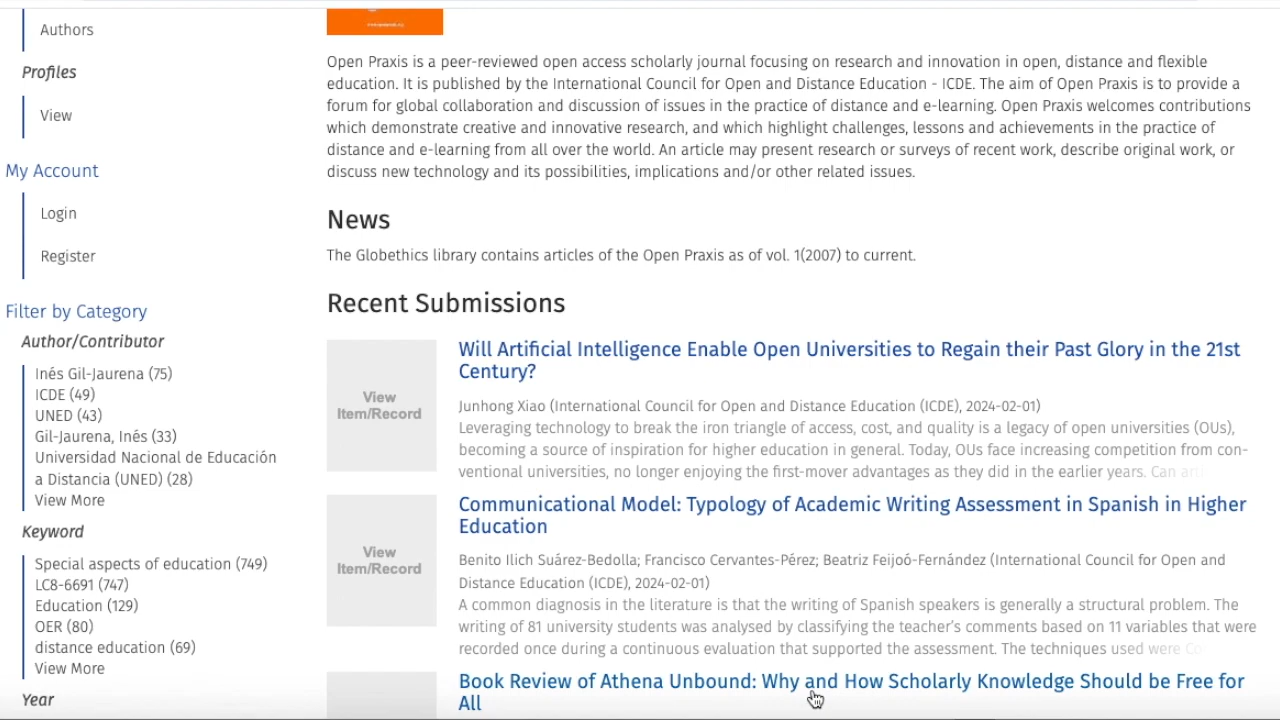 Authors
Profiles
View
My Account
Login
Register
Filter by Category
Author/Contributor
Inés Gil-Jaurena (75)
ICDE (49)
UNED (43)
Gil-Jaurena, Inés (33)
Universidad Nacional de Educación
a Distancia (UNED) (28)
View More
Keyword
Special aspects of education (749)
LC8-6691 (747)
Education (129)
OER (80)
distance education (69)
View More
Year
Open Praxis is a peer-reviewed open access scholarly journal focusing on research and innovation in open, distance and flexible
education. It is published by the International Council for Open and Distance Education - ICDE. The aim of Open Praxis is to provide a
forum for global collaboration and discussion of issues in the practice of distance and e-learning. Open Praxis welcomes contributions
which demonstrate creative and innovative research, and which highlight challenges, lessons and achievements in the practice of
distance and e-learning from all over the world. An article may present research or surveys of recent work, describe original work, or
discuss new technology and its possibilities, implications and/or other related issues.
News
The Globethics library contains articles of the Open Praxis as of vol. 1(2007) to current.
Recent Submissions
View
Item/Record
Will Artificial Intelligence Enable Open Universities to Regain their Past Glory in the 21st
Century?
Junhong Xiao (International Council for Open and Distance Education (ICDE), 2024-02-01)
Leveraging technology to break the iron triangle of access, cost, and quality is a legacy of open universities (OUs),
becoming a source of inspiration for higher education in general. Today, OUs face increasing competition from con-
ventional universities, no longer enjoying the first-mover advantages as they did in the earlier years. Can
View
Item/Record
Communicational Model: Typology of Academic Writing Assessment in Spanish in Higher
Education
Benito Ilich Suárez-Bedolla; Francisco Cervantes-Pérez; Beatriz Feijoó-Fernández (International Council for Open and
Distance Education (ICDE), 2024-02-01)
A common diagnosis in the literature is that the writing of Spanish speakers is generally a structural problem. The
writing of 81 university students was analysed by classifying the teacher's comments based on 11 variables that were
recorded once during a continuous evaluation that supported the assessment. The techniques used were
Book Review of Athena Unbound: Why and How Scholarly Knowledge Should be Free for
All